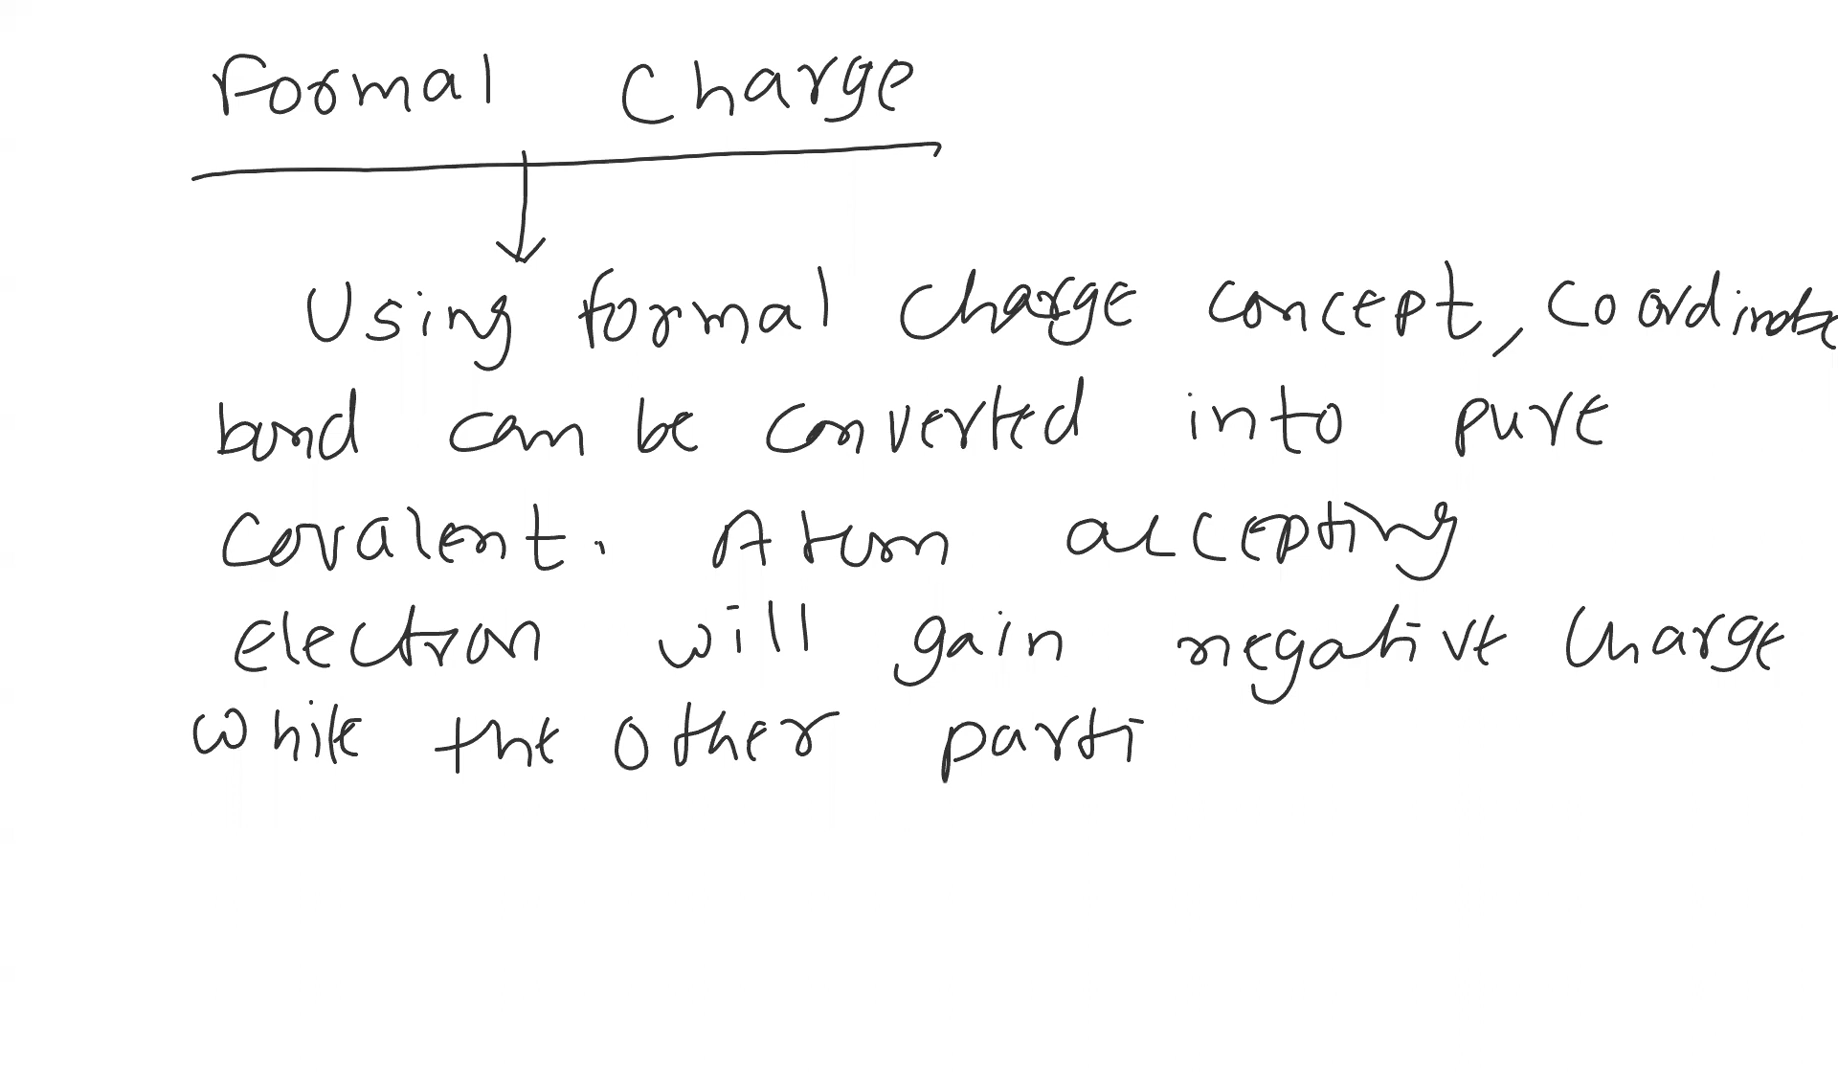 Formal Charge
Using formal charge concept, Coordinate
bond can be converted into pure
Covalent. Atom accepting
electron will gain negative charge
While the other parti